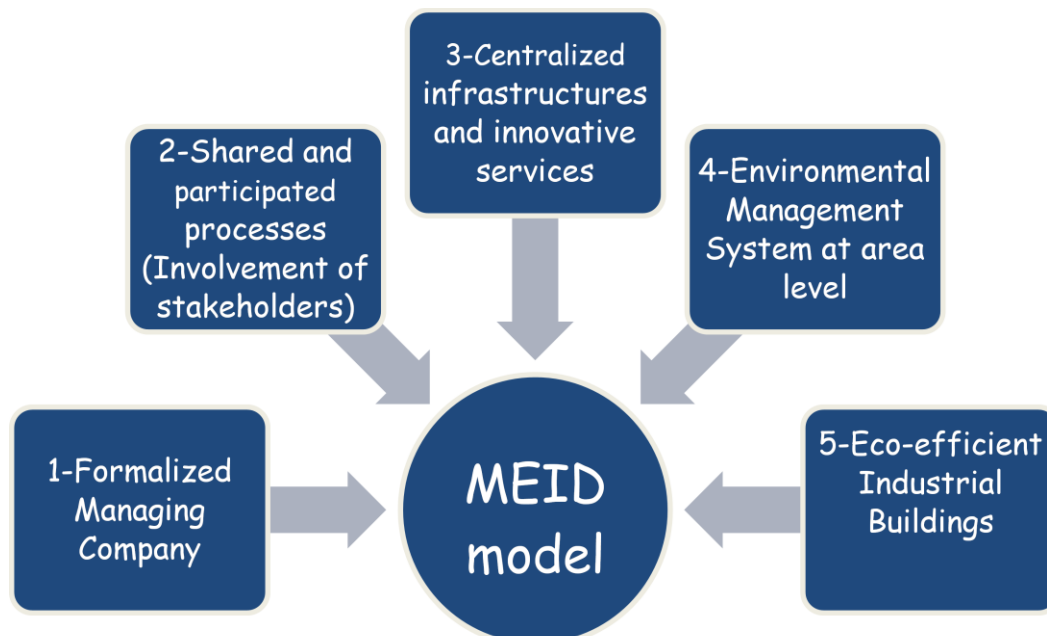 1-Formalized
Managing
Company
2-Shared and
participated
processes
(Involvement of
stakeholders)
3-Centralized
infrastructures
and innovative
services
4-Environmental
Management
System at area
level
5-Eco-efficient
Industrial
Buildings
MEID
model